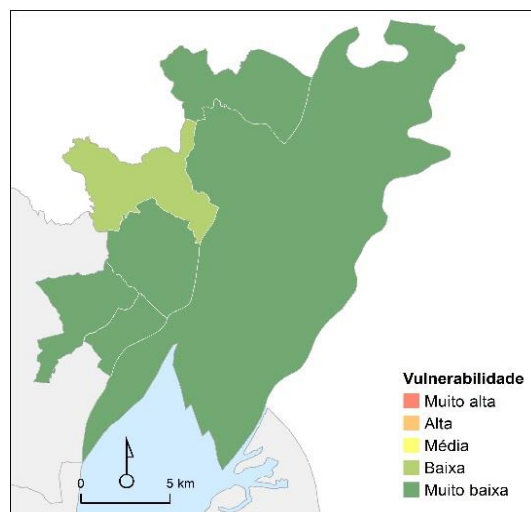 Vulnerabilidade
Muito alta
Alta
Média
Baixa
Muito baixa
0 5 km